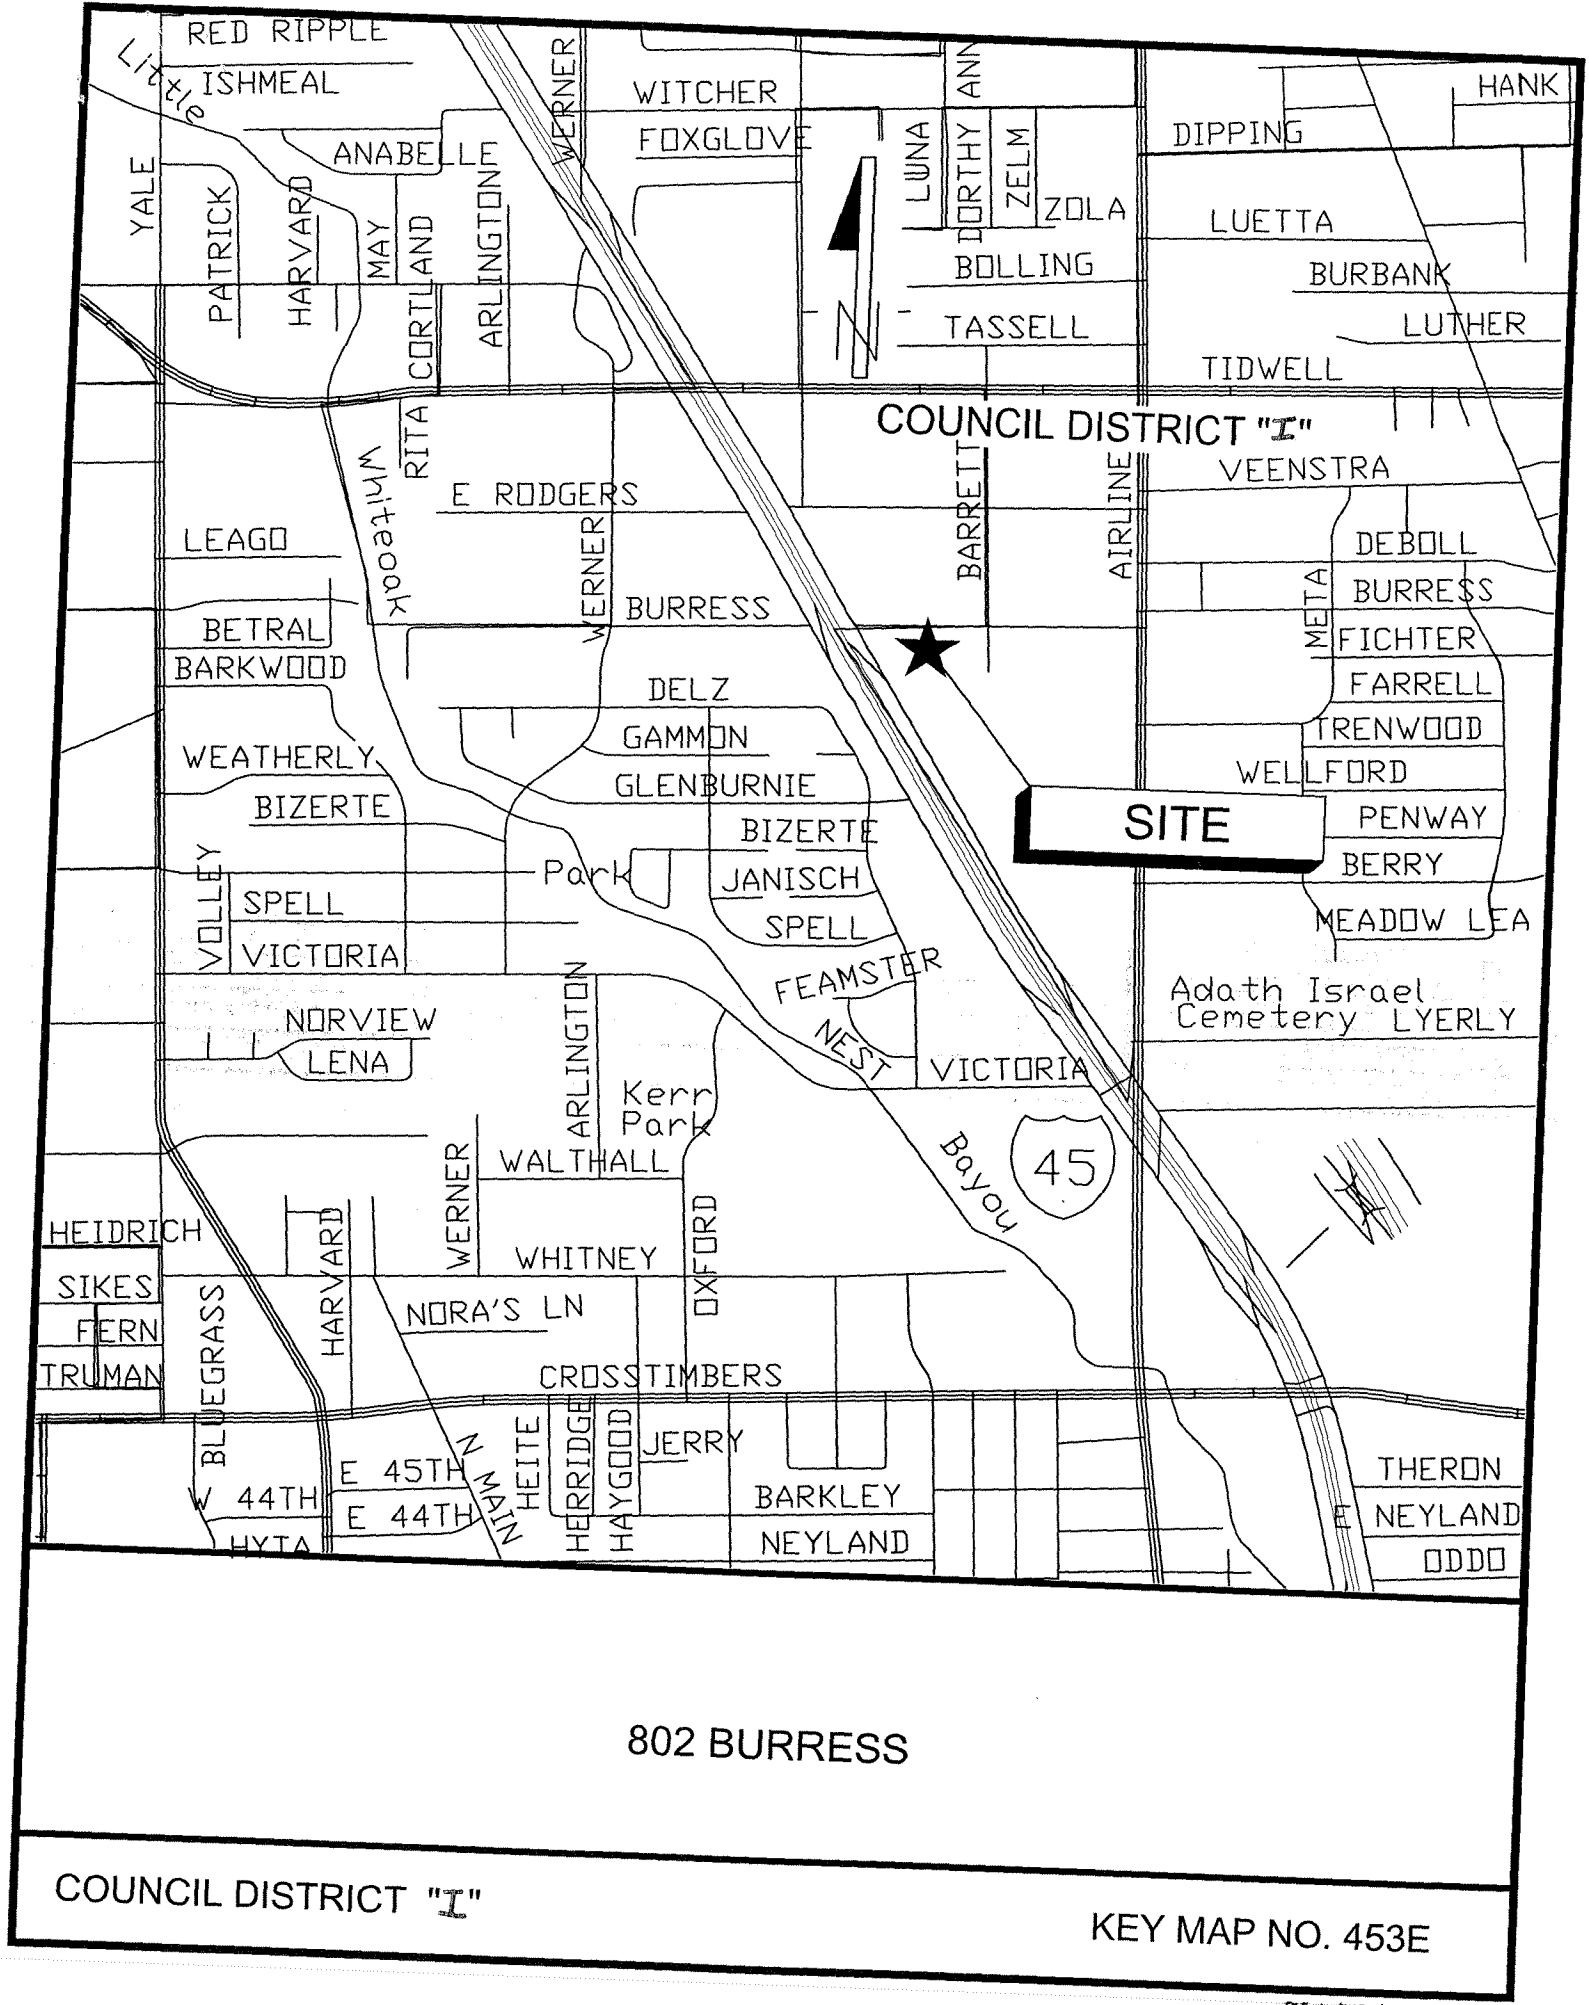 RED RIPPLE
Little
ISHMEAL
WERNER
WITCHER
ANN
HANK
FOXGLOVE
DIPPING
ANABELLE
YALE
PATRICK
HARVARD
MAY
CORTLAND
ARLINGTON
LUNA
DORTHY
ZELM
ZOLA
LUETTA
BOLLING
BURBANK
N
TASSELL
LUTHER
TIDWELL
COUNCIL DISTRICT "I"
RITA
Whiteoak
E RODGERS
BARRETT
AIRLINE
VEENSTRA
LEAGO
WERNER
DEBOLL
META
BURRESS
BURRESS
BETRAL
FICHTER
BARKWOOD
DELZ
FARRELL
GAMMON
TRENWOOD
WEATHERLY
GLENBURNIE
WELLFORD
BIZERTE
SITE
PENWAY
BIZERTE
VOLLEY
Park
JANISCH
BERRY
SPELL
SPELL
MEADOW LEA
VICTORIA
FEAMSTER
ARLINGTON
Adath Israel
Cemetery
LYERLY
NORVIEW
NEST
LENA
VICTORIA
Kerr
Park
Bayou
45
WERNER
WALTHALL
HEIDRICH
HARVARD
OXFORD
WHITNEY
SIKES
BLUEGRASS
NORA'S LN
FERN
TRUMAN
CROSSTIMBERS
HEITE
HERRIDGE
HAYGOOD
JERRY
N MAIN
E 45TH
THERON
W 44TH
BARKLEY
E 44TH
E NEYLAND
HYTA
NEYLAND
ODDO
802 BURRESS
COUNCIL DISTRICT "I"
KEY MAP NO. 453E